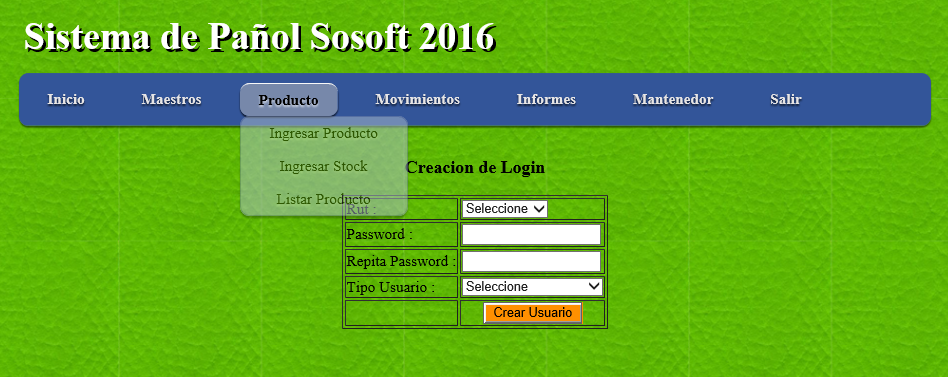 Sistema de Pañol Sosoft 2016
Inicio Maestros Producto Movimientos Informes Mantenedor Salir
Ingresar Producto
Ingresar Stock
Listar Producto
Creacion de Login
Rut : Seleccione
Password :
Repita Password :
Tipo Usuario : Seleccione
Crear Usuario